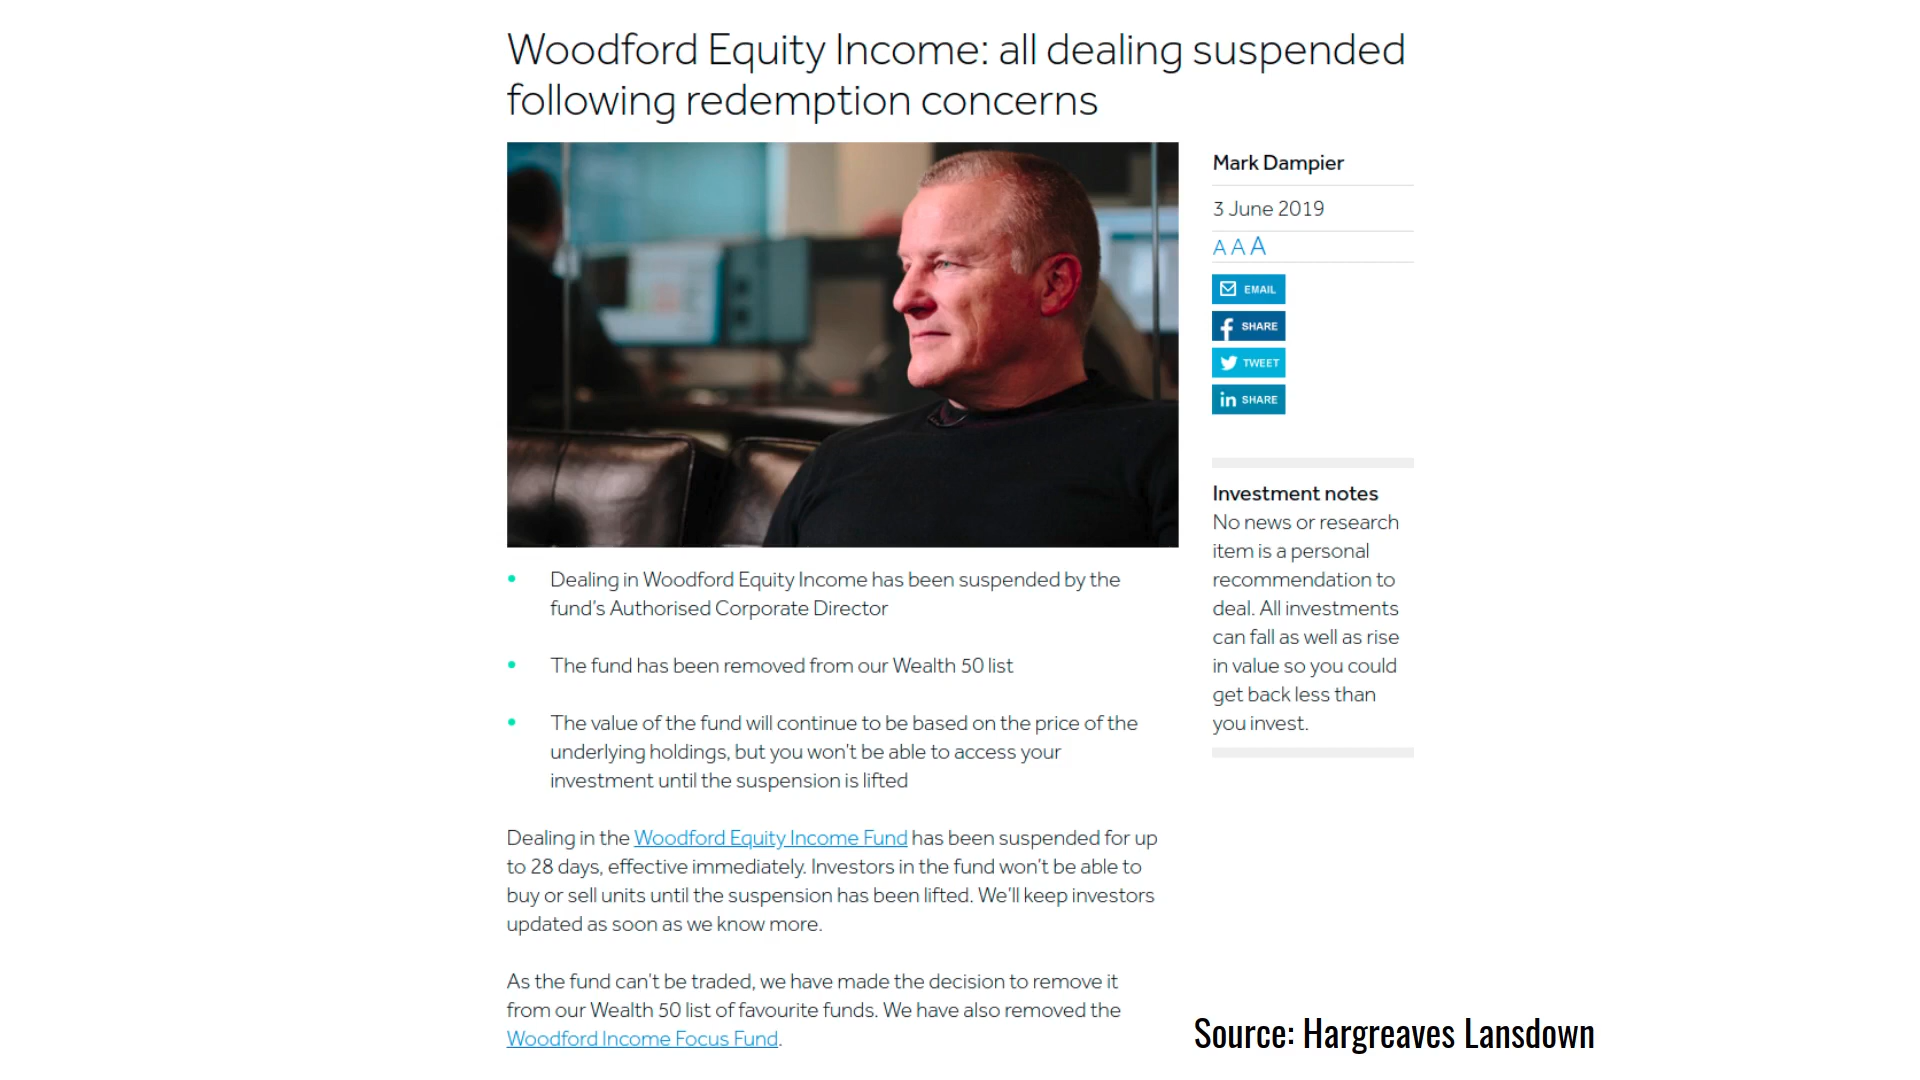 Woodford Equity Income: all dealing suspended
following redemption concerns
Mark Dampier
3 June 2019
A A A
EMAIL
SHARE
TWEET
in SHARE
Investment notes
No news or research
item is a personal
recommendation to
deal. All investments
can fall as well as rise
in value so you could
get back less than
you invest.
• Dealing in Woodford Equity Income has been suspended by the
fund's Authorised Corporate Director
• The fund has been removed from our Wealth 50 list
• The value of the fund will continue to be based on the price of the
underlying holdings, but you won't be able to access your
investment until the suspension is lifted
Dealing in the Woodford Equity Income Fund has been suspended for up
to 28 days, effective immediately. Investors in the fund won't be able to
buy or sell units until the suspension has been lifted. We'll keep investors
updated as soon as we know more.
As the fund can't be traded, we have made the decision to remove it
from our Wealth 50 list of favourite funds. We have also removed the
Woodford Income Focus Fund.
Source: Hargreaves Lansdown